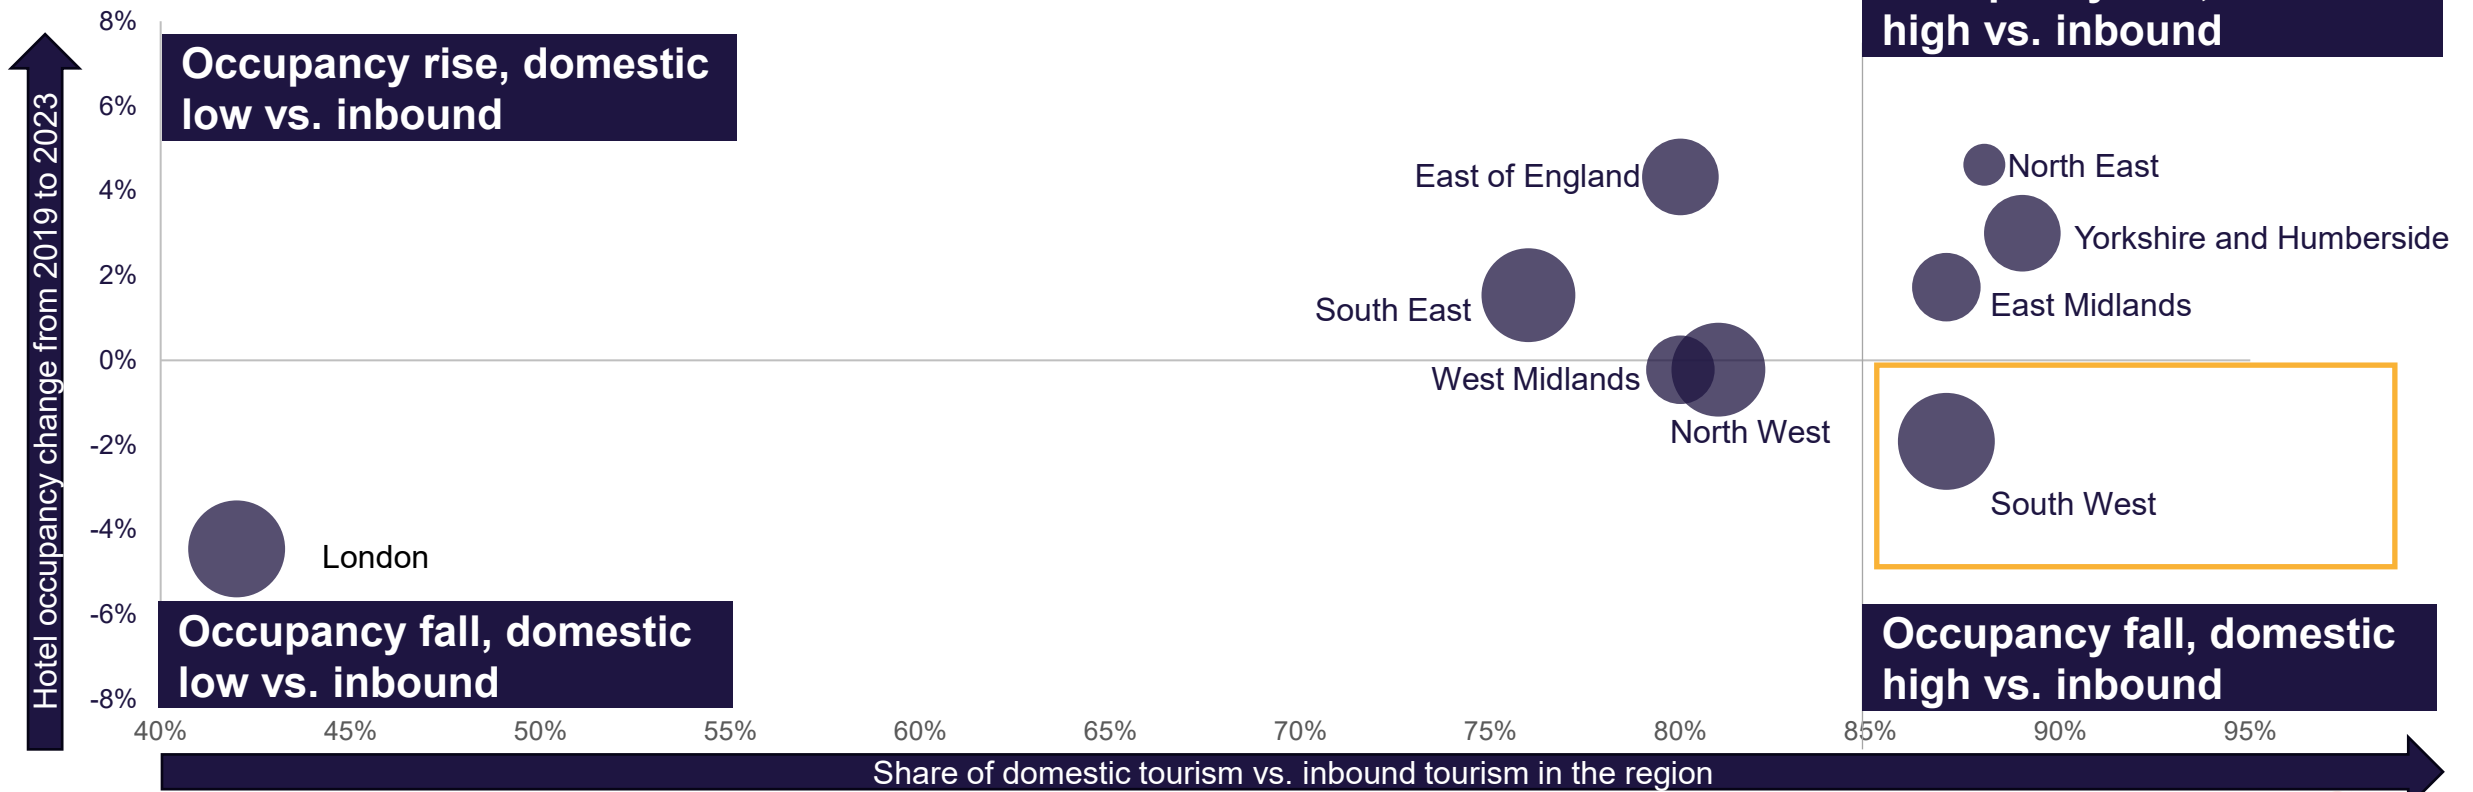 8%
high vs. inbound
Occupancy rise, domestic
low vs. inbound
6%
East of England
North East
4%
Yorkshire and Humberside
2%
South East
East Midlands
0%
West Midlands
North West
-2%
South West
-4%
London
-6%
Occupancy fall, domestic
low vs. inbound
Occupancy fall, domestic
high vs. inbound
-8%
Hotel occupancy change from 2019 to 2023
40% 45% 50% 55% 60% 65% 70% 75% 80% 85% 90% 95%
Share of domestic tourism vs. inbound tourism in the region